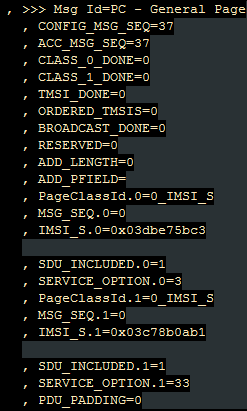 , >>> Msg Id=PC - General Page
, CONFIG_MSG_SEQ=37
, ACC_MSG_SEQ=37
, CLASS_0_DONE=0
, CLASS_1_DONE=0
, TMSI_DONE=0
, ORDERED_TMSIS=0
, BROADCAST_DONE=0
, RESERVED=0
, ADD_LENGTH=0
, ADD_PFIELD=
, PageClassId.0=0_IMSI_S
, MSG_SEQ.0=0
, IMSI_S.0=0x03dbe75bc3
, SDU_INCLUDED.0=1
, SERVICE_OPTION.0=3
, PageClassId.1=0_IMSI_S
, MSG_SEQ.1=0
, IMSI_S.1=0x03c78b0ab1
, SDU_INCLUDED.1=1
, SERVICE_OPTION.1=33
, PDU_PADDING=0